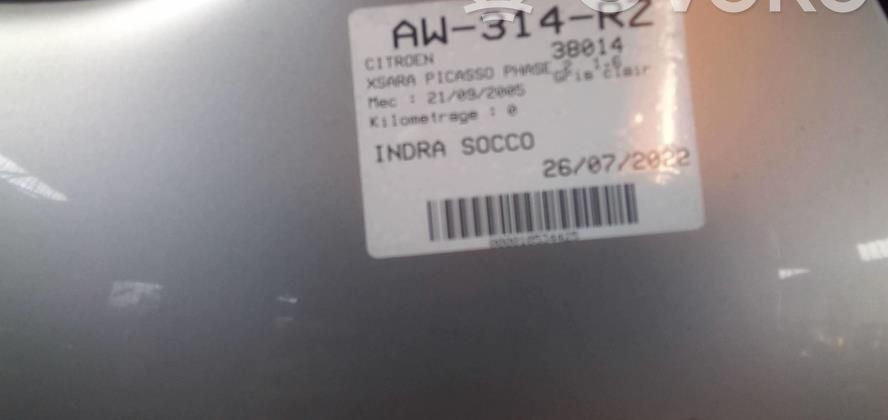 OVOKO
AW-314-RZ
38014
CITROEN
XSARA PICASSO PHASE 2 1.6
Gris clair
Mec : 21/09/2005
Kilometrage : 0
INDRA SOCCO
26/07/2022